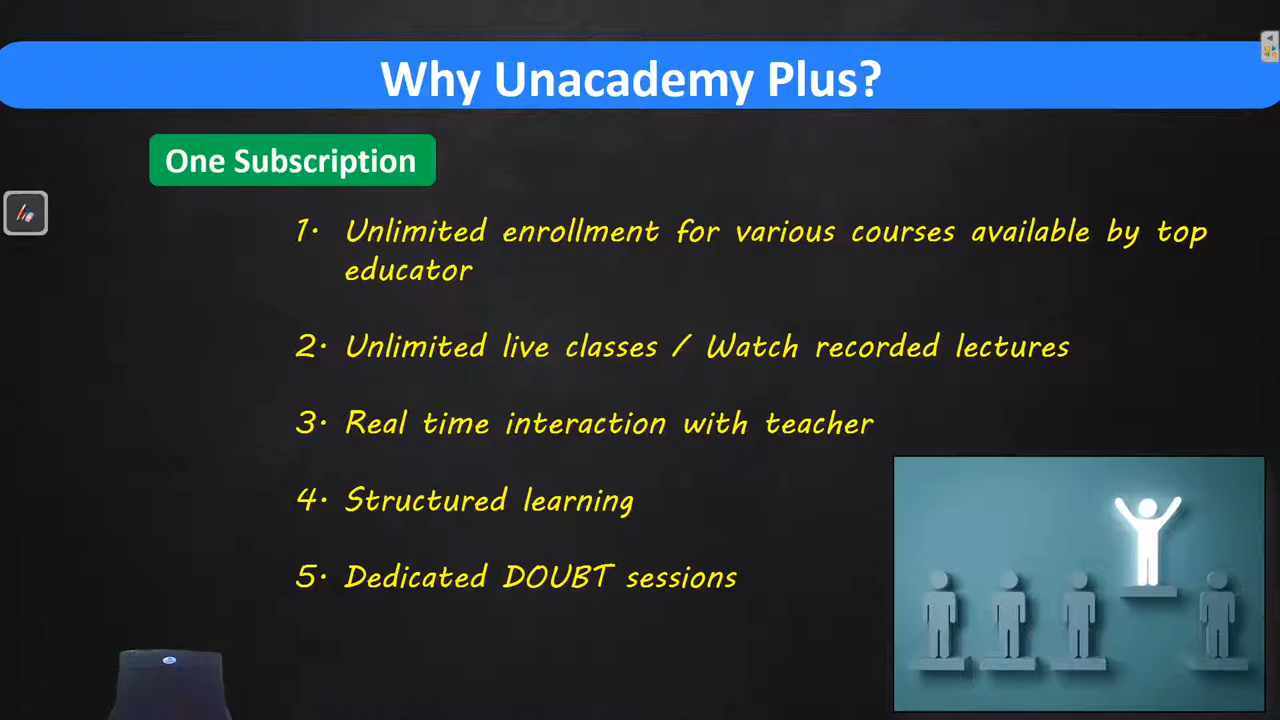 Why Unacademy Plus?
One Subscription
1. Unlimited enrollment for various courses available by top
educator
2. Unlimited live classes / Watch recorded lectures
3. Real time interaction with teacher
4. Structured learning
5. Dedicated DOUBT sessions